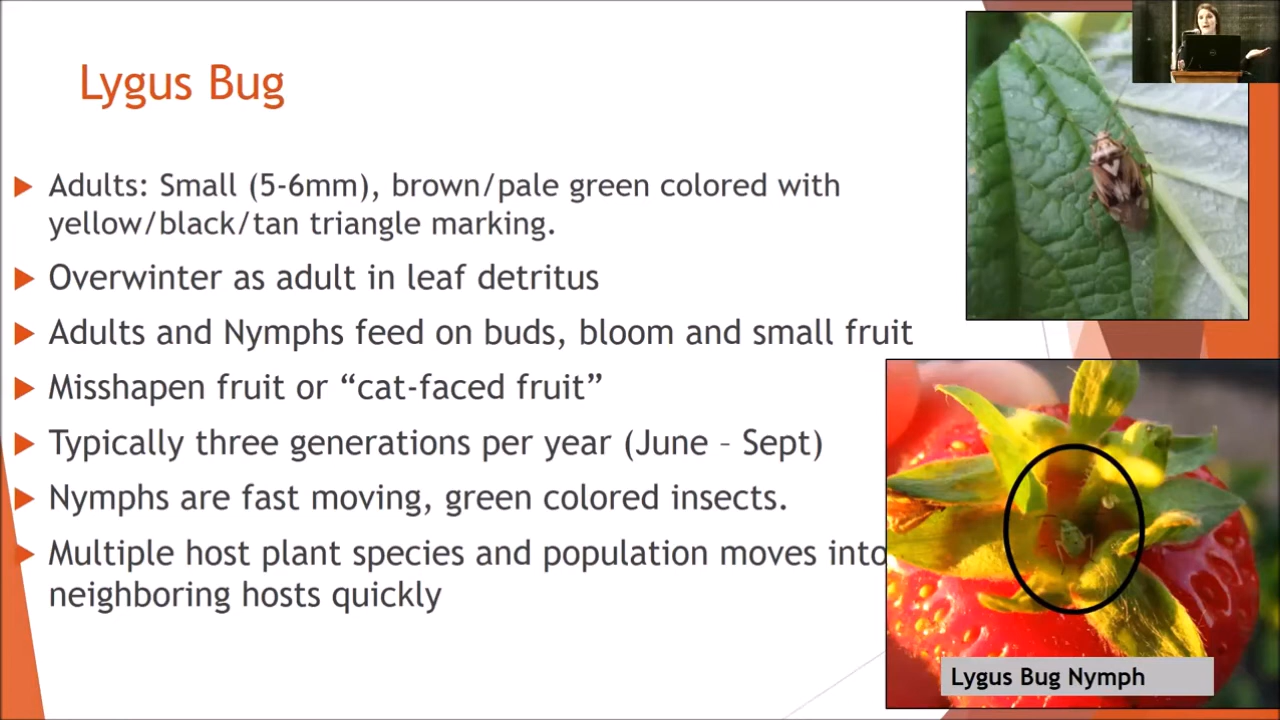 Lygus Bug
Adults: Small (5-6mm), brown/pale green colored with
yellow/black/tan triangle marking.
Overwinter as adult in leaf detritus
Adults and Nymphs feed on buds, bloom and small fruit
Misshapen fruit or “cat-faced fruit”
Typically three generations per year (June – Sept)
Nymphs are fast moving, green colored insects.
Multiple host plant species and population moves into
neighboring hosts quickly
Lygus Bug Nymph